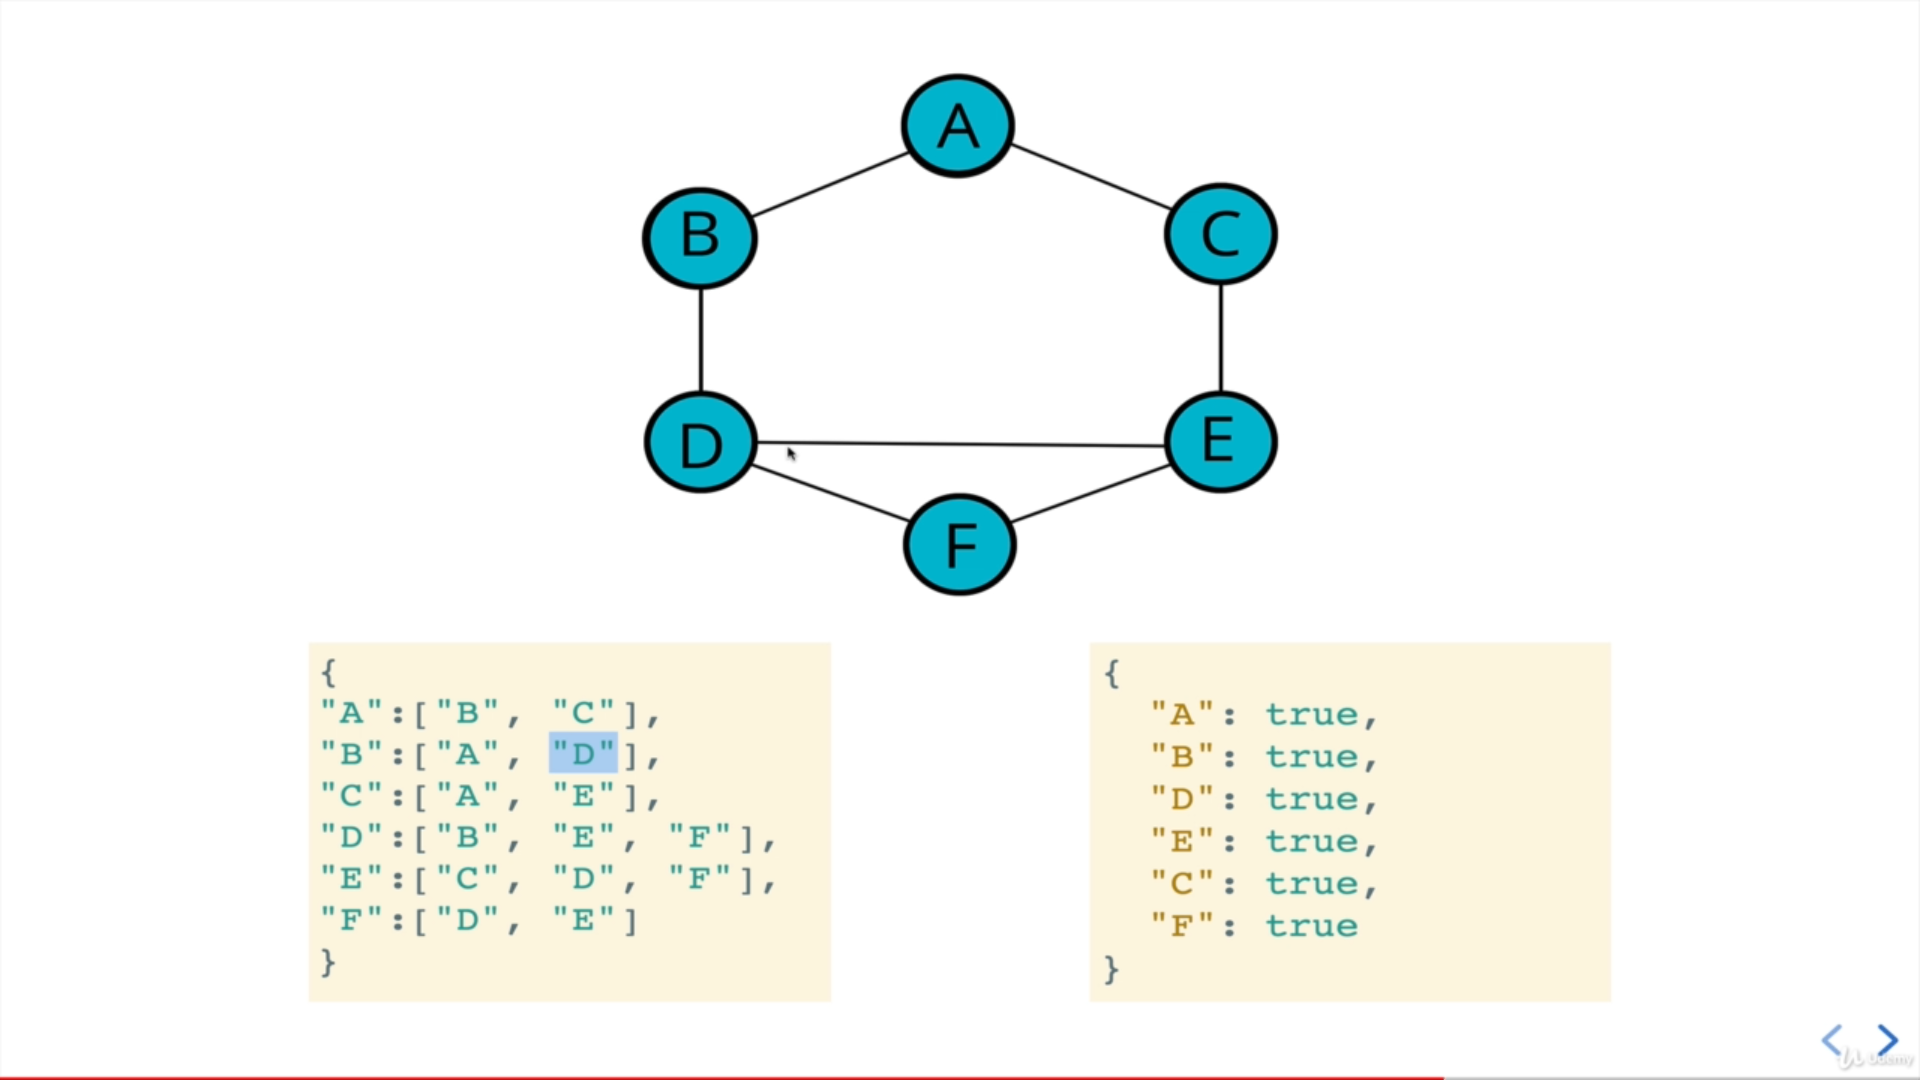 A
B
C
D
E
F
{
"A":["B", "C"],
"B":["A", "D"],
"C":["A", "E"],
"D":["B", "E", "F"],
"E":["C", "D", "F"],
"F":["D", "E"]
}
{
"A": true,
"B": true,
"D": true,
"E": true,
"C": true,
"F": true
}
Udemy